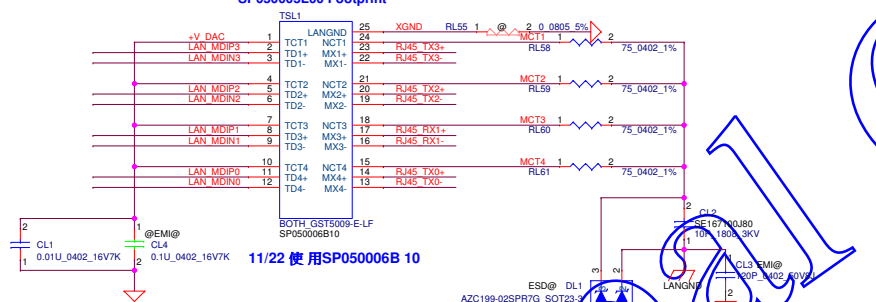 TSL1
LANGND 25 XGND RL55 1 @ 2 0_0805_5%
+V_DAC 1 TCT1 NCT1 24 MCT1 1 2
LAN_MDIP3 2 TD1+ MX1+ 23 RJ45_TX3+ RL58 75_0402_1%
LAN_MDIN3 3 TD1- MX1- 22 RJ45_TX3-
4 TCT2 NCT2 21 MCT2 1 2
LAN_MDIP2 5 TD2+ MX2+ 20 RJ45_TX2+ RL59 75_0402_1%
LAN_MDIN2 6 TD2- MX2- 19 RJ45_TX2-
7 TCT3 NCT3 18 MCT3 1 2
LAN_MDIP1 8 TD3+ MX3+ 17 RJ45_RX1+ RL60 75_0402_1%
LAN_MDIN1 9 TD3- MX3- 16 RJ45_RX1-
10 TCT4 NCT4 15 MCT4 1 2
LAN_MDIP0 11 TD4+ MX4+ 14 RJ45_TX0+ RL61 75_0402_1%
LAN_MDIN0 12 TD4- MX4- 13 RJ45_TX0-
BOTH_GST5009-E-LF
SP050006B10
11/22 使 用SP050006B 10
2
CL1
0.01U_0402_16V7K
1
1
@EMI@
CL4
0.1U_0402_16V7K
2
2
CL2
SE167100J80
10P_1808_3KV
1
LANGND
1
CL3 EMI@
2
3 2
ESD@ DL1
AZC199-02SPR7G_SOT23-3